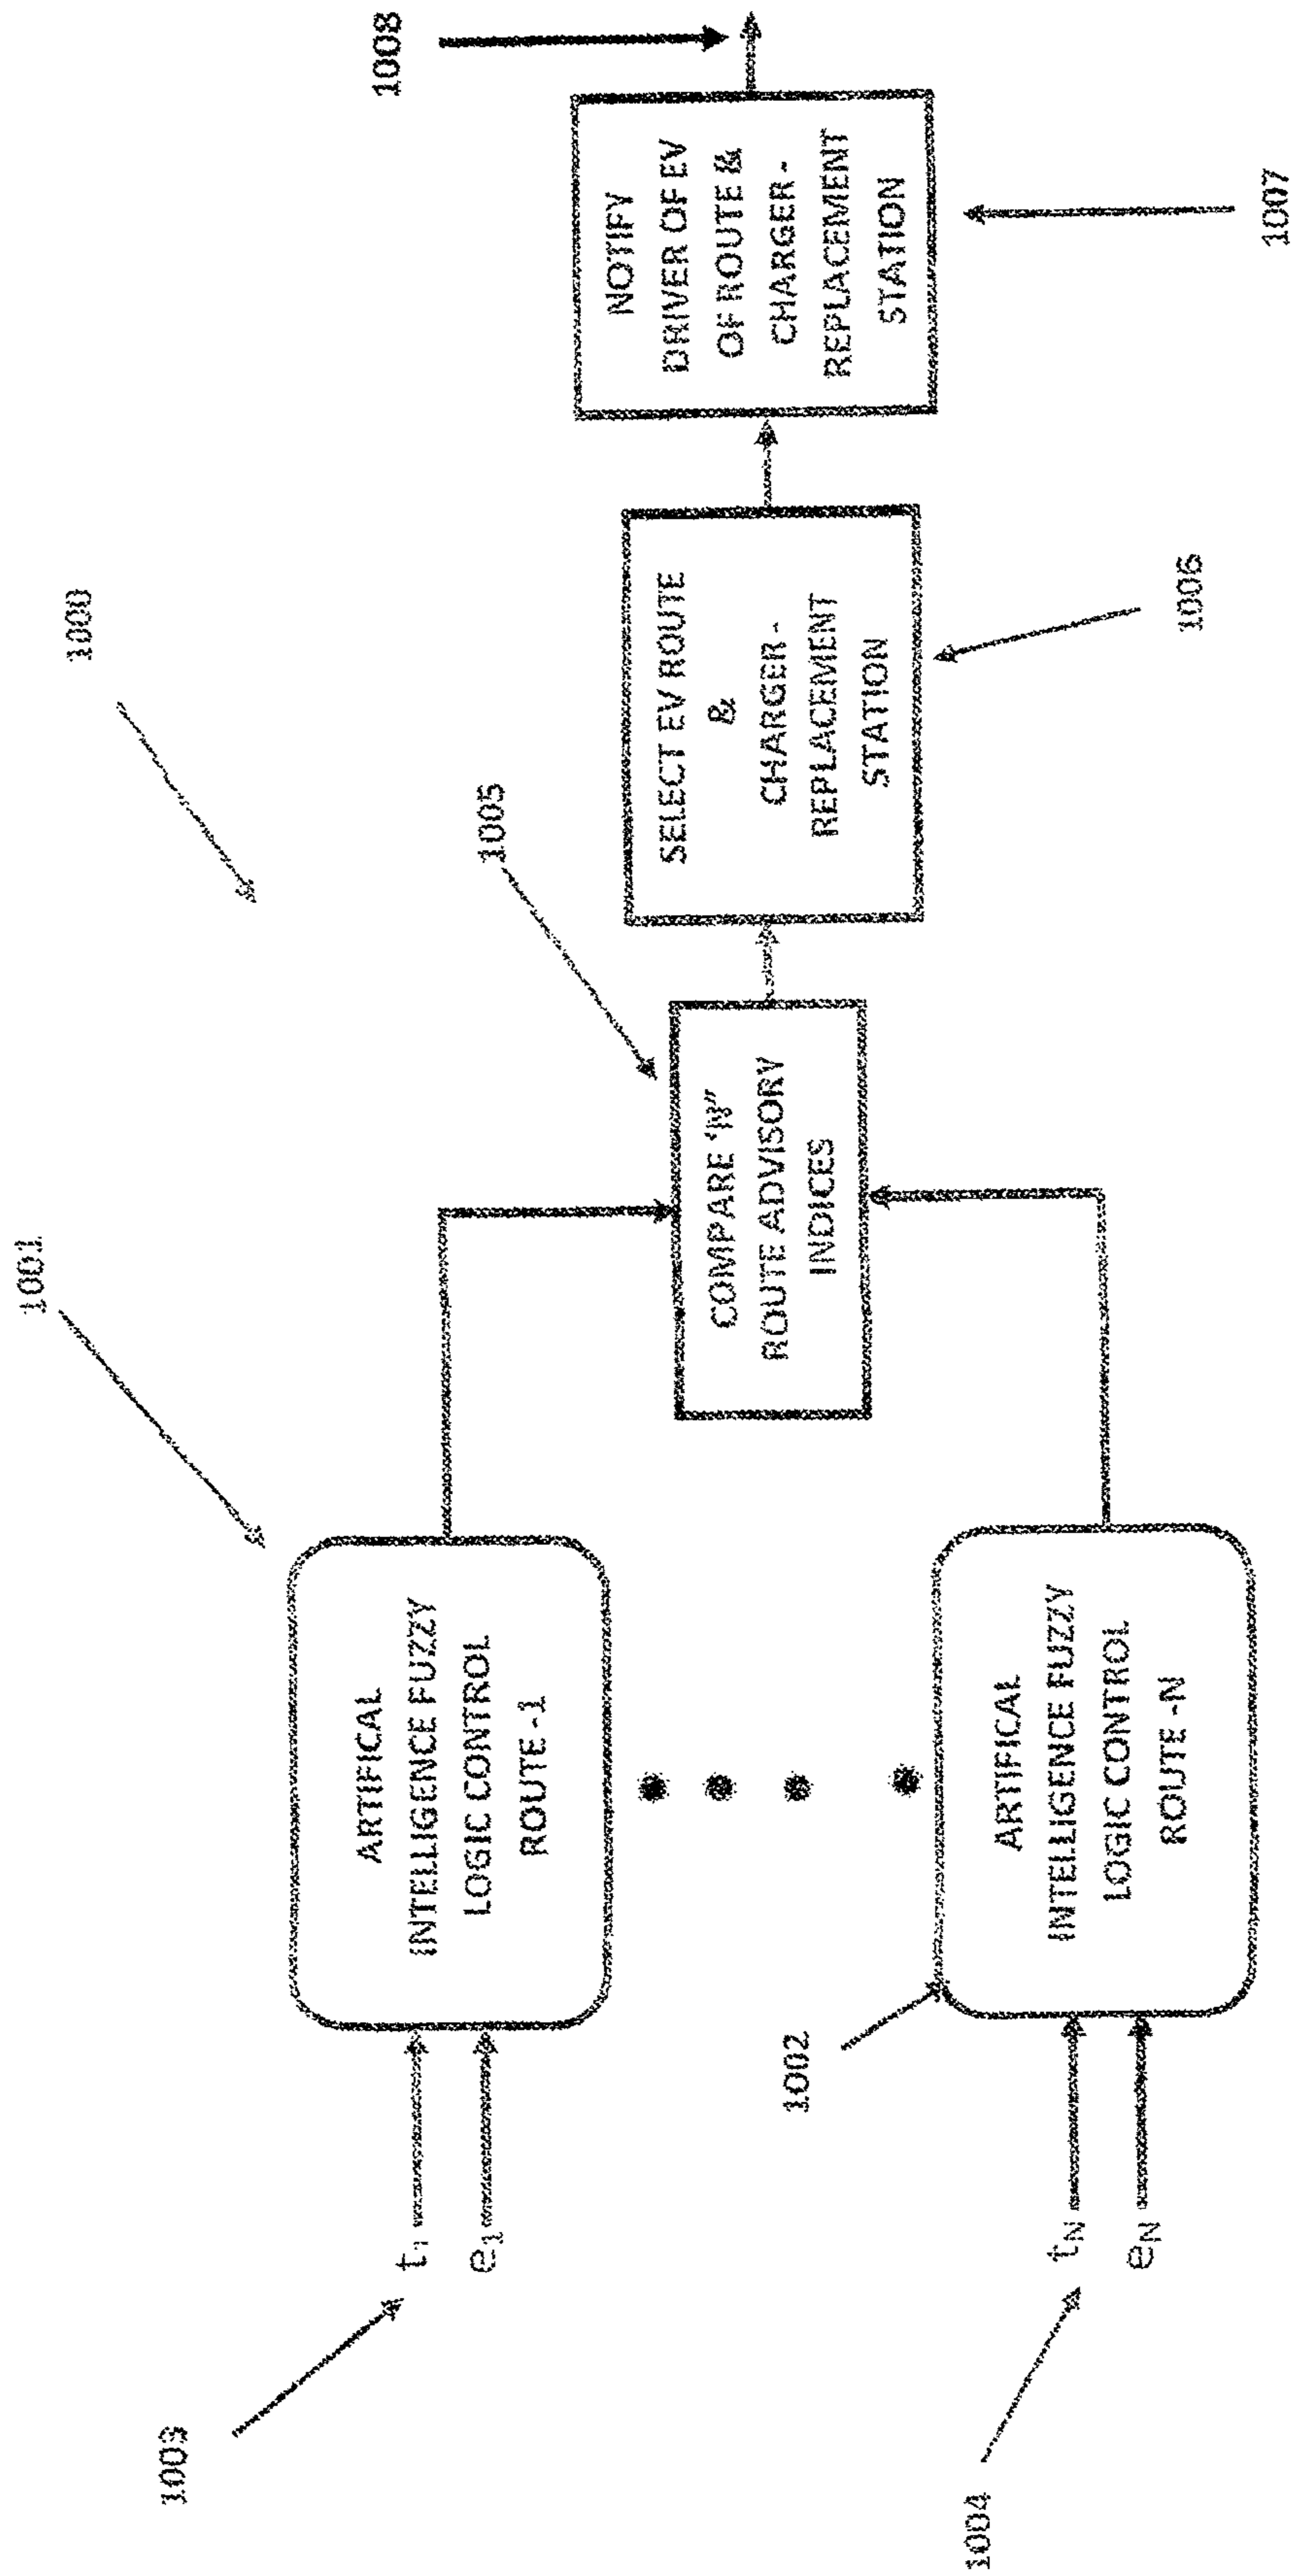 1000
1001
1008
1005
1003
t₁
e₁
ARTIFICAL
INTELLIGENCE FUZZY
LOGIC CONTROL
ROUTE -1
COMPARE 'N"
ROUTE ADVISORY
INDICES
SELECT EV ROUTE
&
CHARGER -
REPLACEMENT
STATION
NOTIFY
DRIVER OF EV
OF ROUTE &
CHARGER -
REPLACEMENT
STATION
1002
1004
tN
eN
ARTIFICAL
INTELLIGENCE FUZZY
LOGIC CONTROL
ROUTE -N
1006
1007